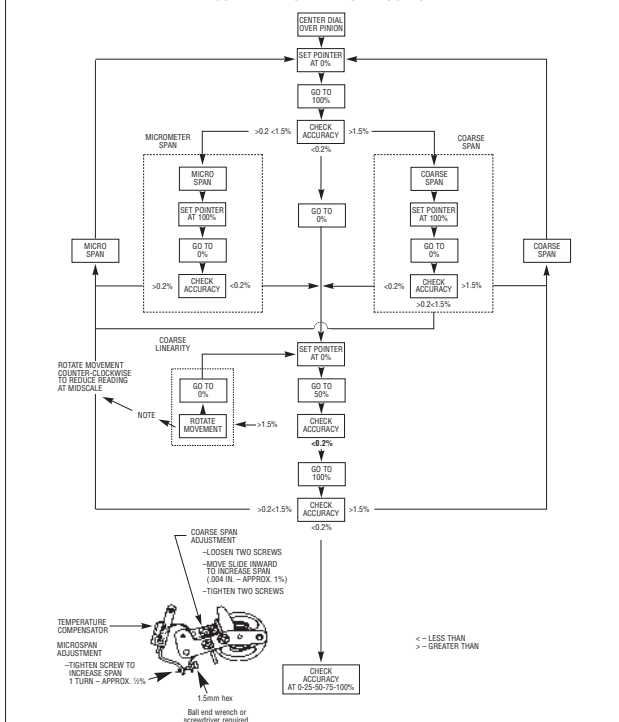 CENTER DIAL
OVER PINION
SET POINTER
AT 0%
GO TO
100%
CHECK
ACCURACY
>0.2 <1.5%
>1.5%
<0.2%
MICROMETER
SPAN
MICRO
SPAN
SET POINTER
AT 100%
GO TO
0%
CHECK
ACCURACY
>0.2%
<0.2%
MICRO
SPAN
GO TO
0%
COARSE
SPAN
COARSE
SPAN
SET POINTER
AT 100%
GO TO
0%
CHECK
ACCURACY
<0.2%
>1.5%
>0.2<1.5%
COARSE
SPAN
COARSE
LINEARITY
SET POINTER
AT 0%
GO TO
50%
CHECK
ACCURACY
<0.2%
GO TO
0%
ROTATE
MOVEMENT
>1.5%
NOTE
ROTATE MOVEMENT
COUNTER-CLOCKWISE
TO REDUCE READING
AT MIDSCALE
GO TO
100%
CHECK
ACCURACY
>0.2<1.5%
>1.5%
<0.2%
COARSE SPAN
ADJUSTMENT
–LOOSEN TWO SCREWS
–MOVE SLIDE INWARD
TO INCREASE SPAN
(.004 IN. – APPROX. 1%)
–TIGHTEN TWO SCREWS
TEMPERATURE
COMPENSATOR
MICROSPAN
ADJUSTMENT
–TIGHTEN SCREW TO
INCREASE SPAN
1 TURN – APPROX. ½%
1.5mm hex
Ball end wrench or
screwdriver required
< – LESS THAN
> – GREATER THAN
CHECK
ACCURACY
AT 0-25-50-75-100%